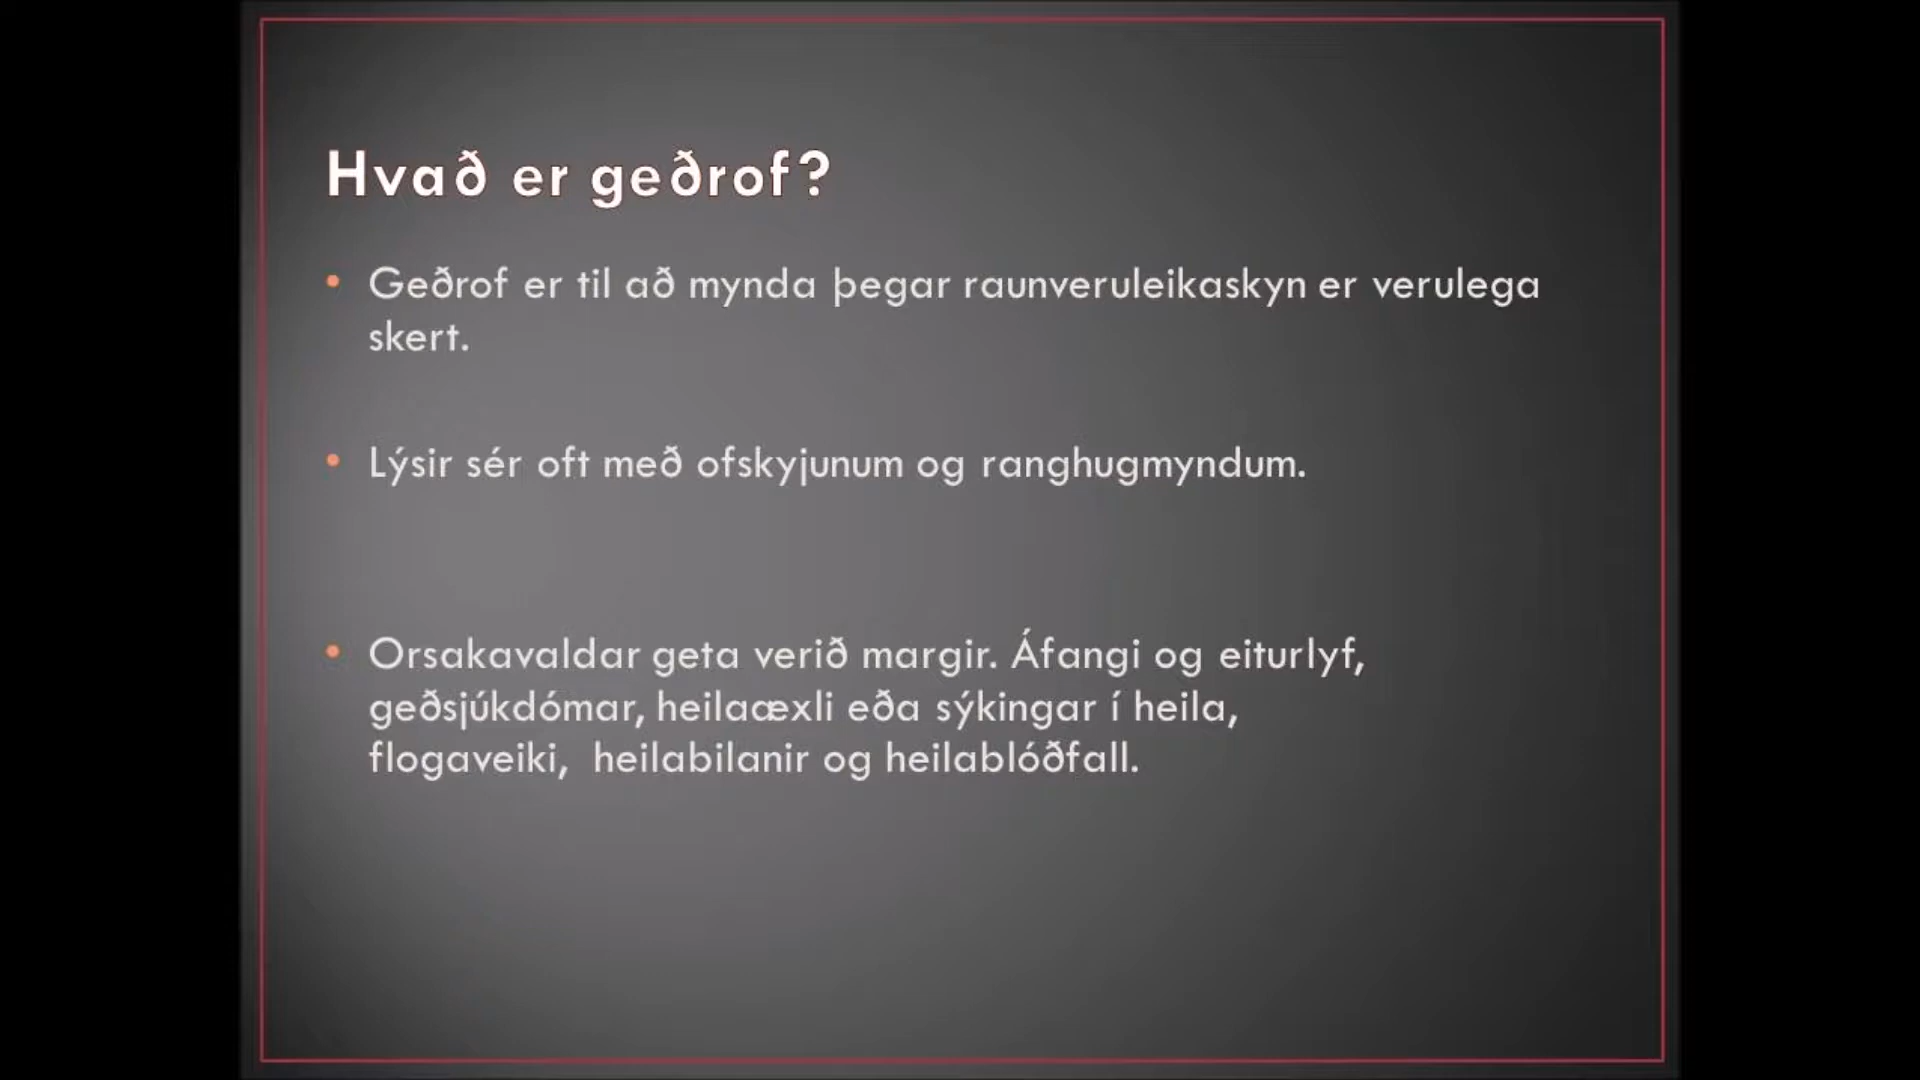 Hvað er geðrof?
• Geðrof er til að mynda þegar raunveruleikaskyn er verulega
skert.
• Lýsir sér oft með ofskyjunum og ranghugmyndum.
• Orsakavaldar geta verið margir. Áfangi og eiturlyf,
geðsjúkdómar, heilaæxli eða sýkingar í heila,
flogaveiki,  heilabilanir og heilablóðfall.